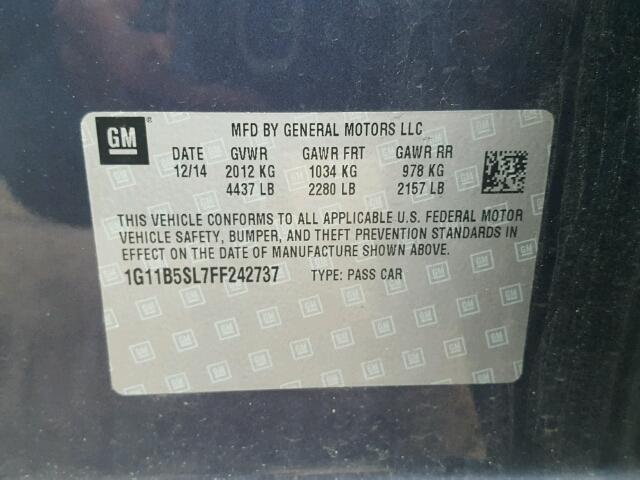 GM
®
MFD BY GENERAL MOTORS LLC
DATE GVWR GAWR FRT GAWR RR
12/14 2012 KG 1034 KG 978 KG
4437 LB 2280 LB 2157 LB
THIS VEHICLE CONFORMS TO ALL APPLICABLE U.S. FEDERAL MOTOR
VEHICLE SAFETY, BUMPER, AND THEFT PREVENTION STANDARDS IN
EFFECT ON THE DATE OF MANUFACTURE SHOWN ABOVE.
1G11B5SL7FF242737 TYPE: PASS CAR